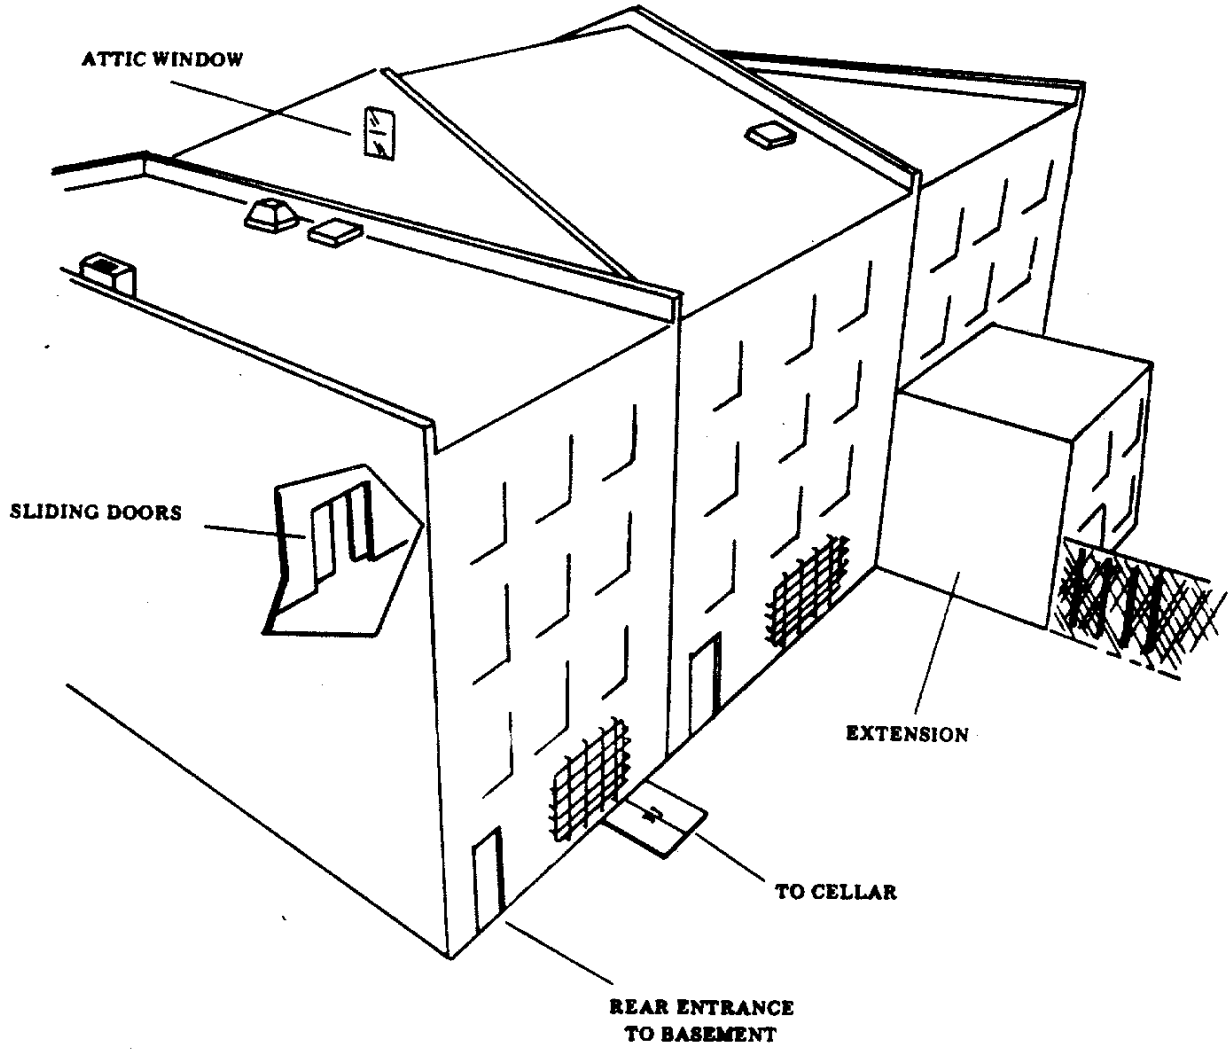 ATTIC WINDOW
SLIDING DOORS
EXTENSION
TO CELLAR
REAR ENTRANCE
TO BASEMENT